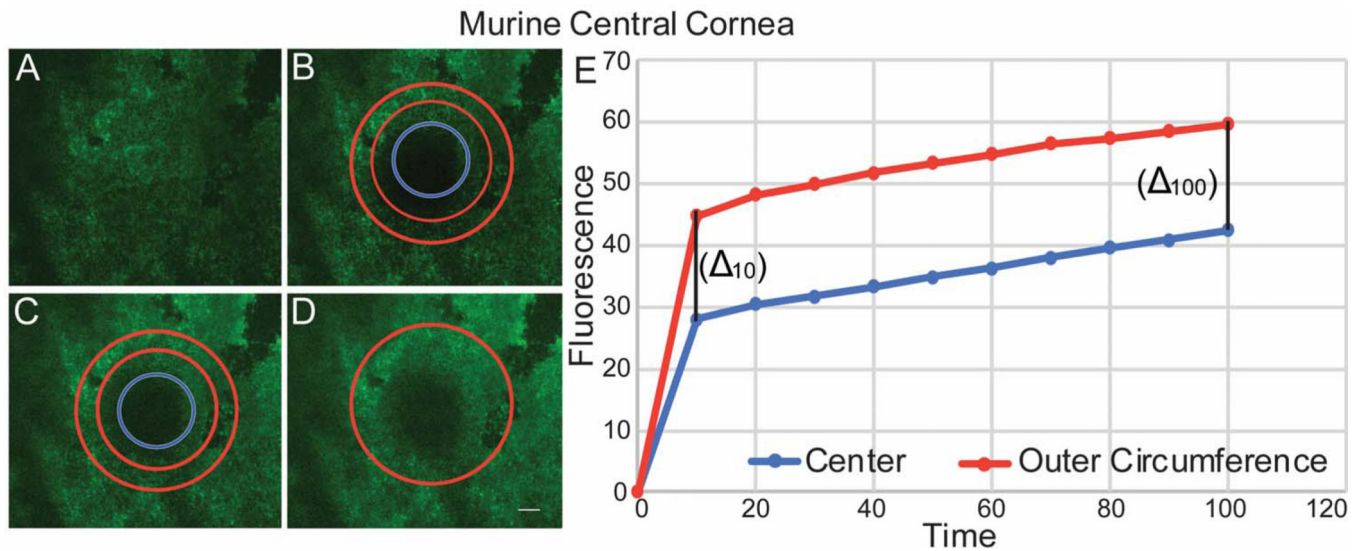 Murine Central Cornea
A
B
C
D
E
70
60
50
40
30
20
10
0
Fluorescence
(Δ10)
(Δ100)
Center
Outer Circumference
0 20 40 60 80 100 120
Time